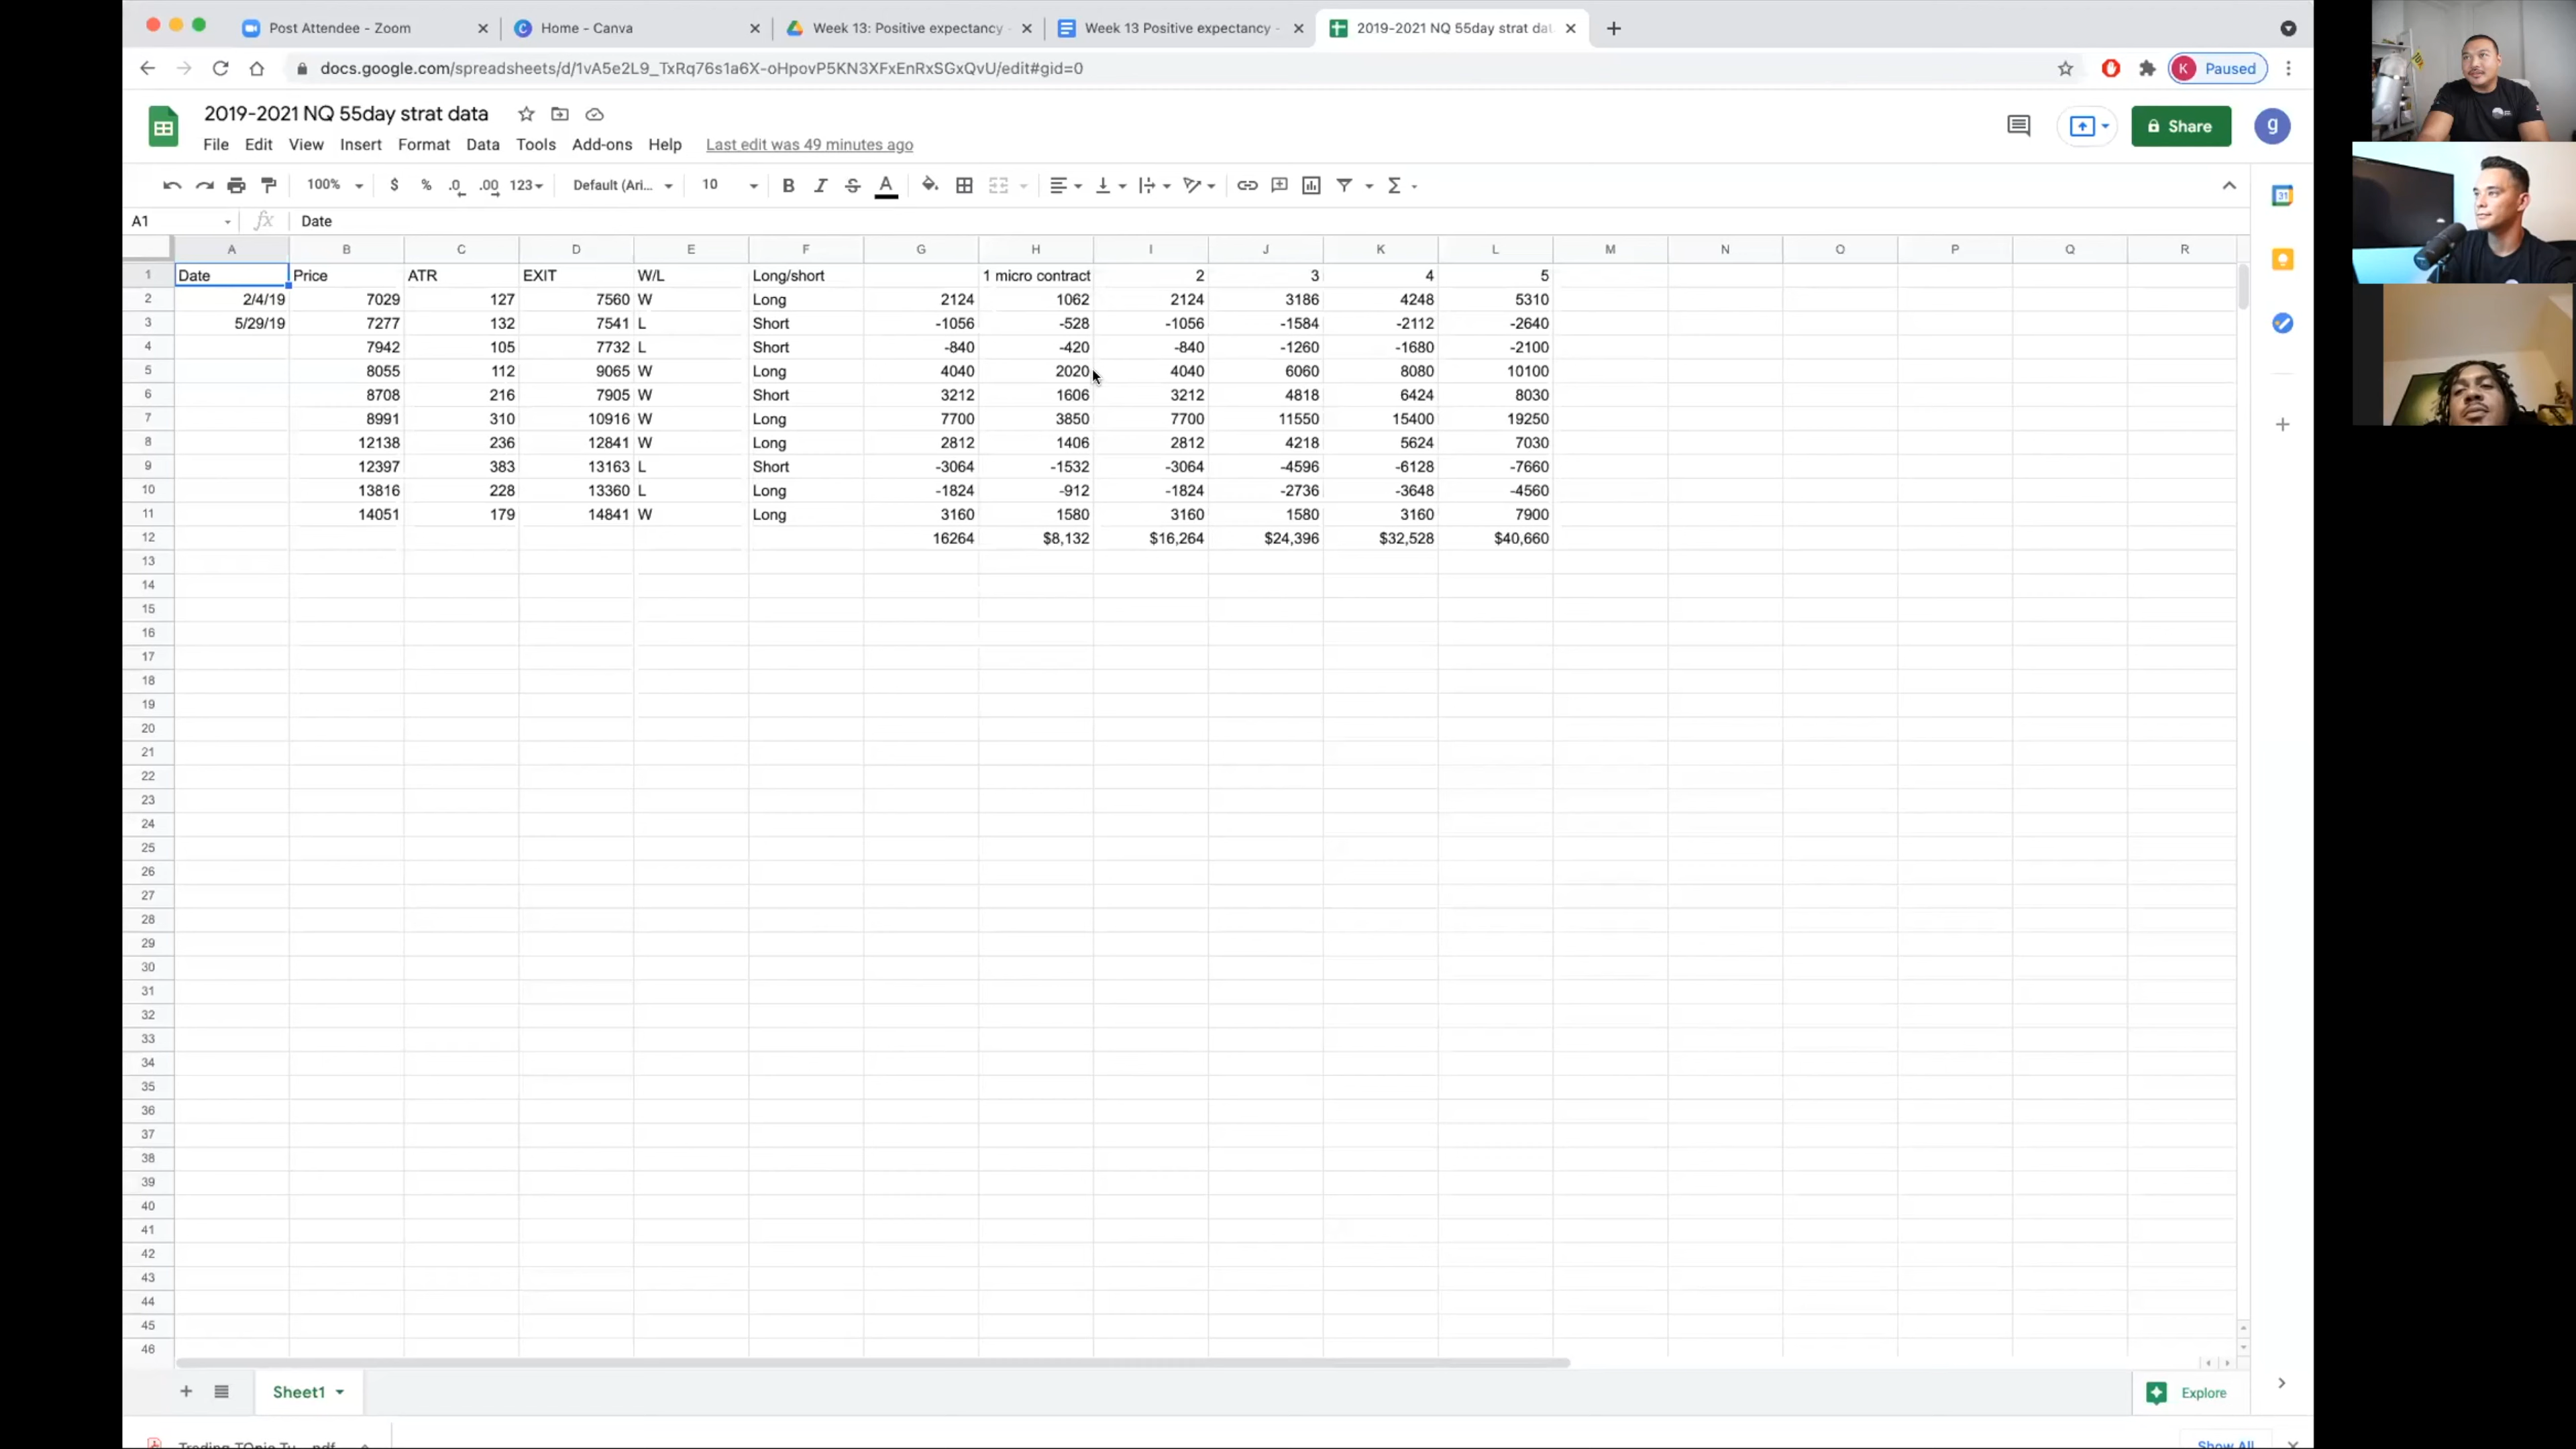 Post Attendee - Zoom
Home - Canva
Week 13: Positive expectancy -
Week 13 Positive expectancy -
2019-2021 NQ 55day strat dat
docs.google.com/spreadsheets/d/1vA5e2L9_TxRq76s1a6X-oHpovP5KN3XFxEnRxSGxQvU/edit#gid=0
K Paused
2019-2021 NQ 55day strat data
File Edit View Insert Format Data Tools Add-ons Help Last edit was 49 minutes ago
Share
g
100% $ % .0 .00 123 Default (Ari... 10 B I S A
A1 fx Date
A B C D E F G H I J K L M N O P Q R
1 Date Price ATR EXIT W/L Long/short 1 micro contract 2 3 4 5
2 2/4/19 7029 127 7560 W Long 2124 1062 2124 3186 4248 5310
3 5/29/19 7277 132 7541 L Short -1056 -528 -1056 -1584 -2112 -2640
4 7942 105 7732 L Short -840 -420 -840 -1260 -1680 -2100
5 8055 112 9065 W Long 4040 2020 4040 6060 8080 10100
6 8708 216 7905 W Short 3212 1606 3212 4818 6424 8030
7 8991 310 10916 W Long 7700 3850 7700 11550 15400 19250
8 12138 236 12841 W Long 2812 1406 2812 4218 5624 7030
9 12397 383 13163 L Short -3064 -1532 -3064 -4596 -6128 -7660
10 13816 228 13360 L Long -1824 -912 -1824 -2736 -3648 -4560
11 14051 179 14841 W Long 3160 1580 3160 1580 3160 7900
12 16264 $8,132 $16,264 $24,396 $32,528 $40,660
13
14
15
16
17
18
19
20
21
22
23
24
25
26
27
28
29
30
31
32
33
34
35
36
37
38
39
40
41
42
43
44
45
46
Sheet1
Explore
Trading TOpic Tu... .pdf
Show All